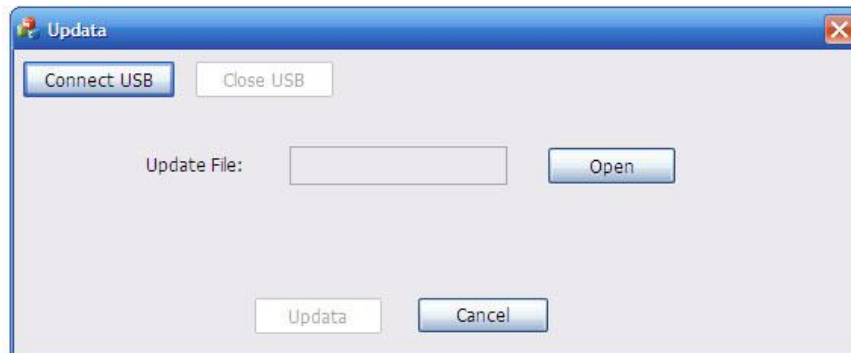 Updata
Connect USB Close USB
Update File: Open
Updata Cancel